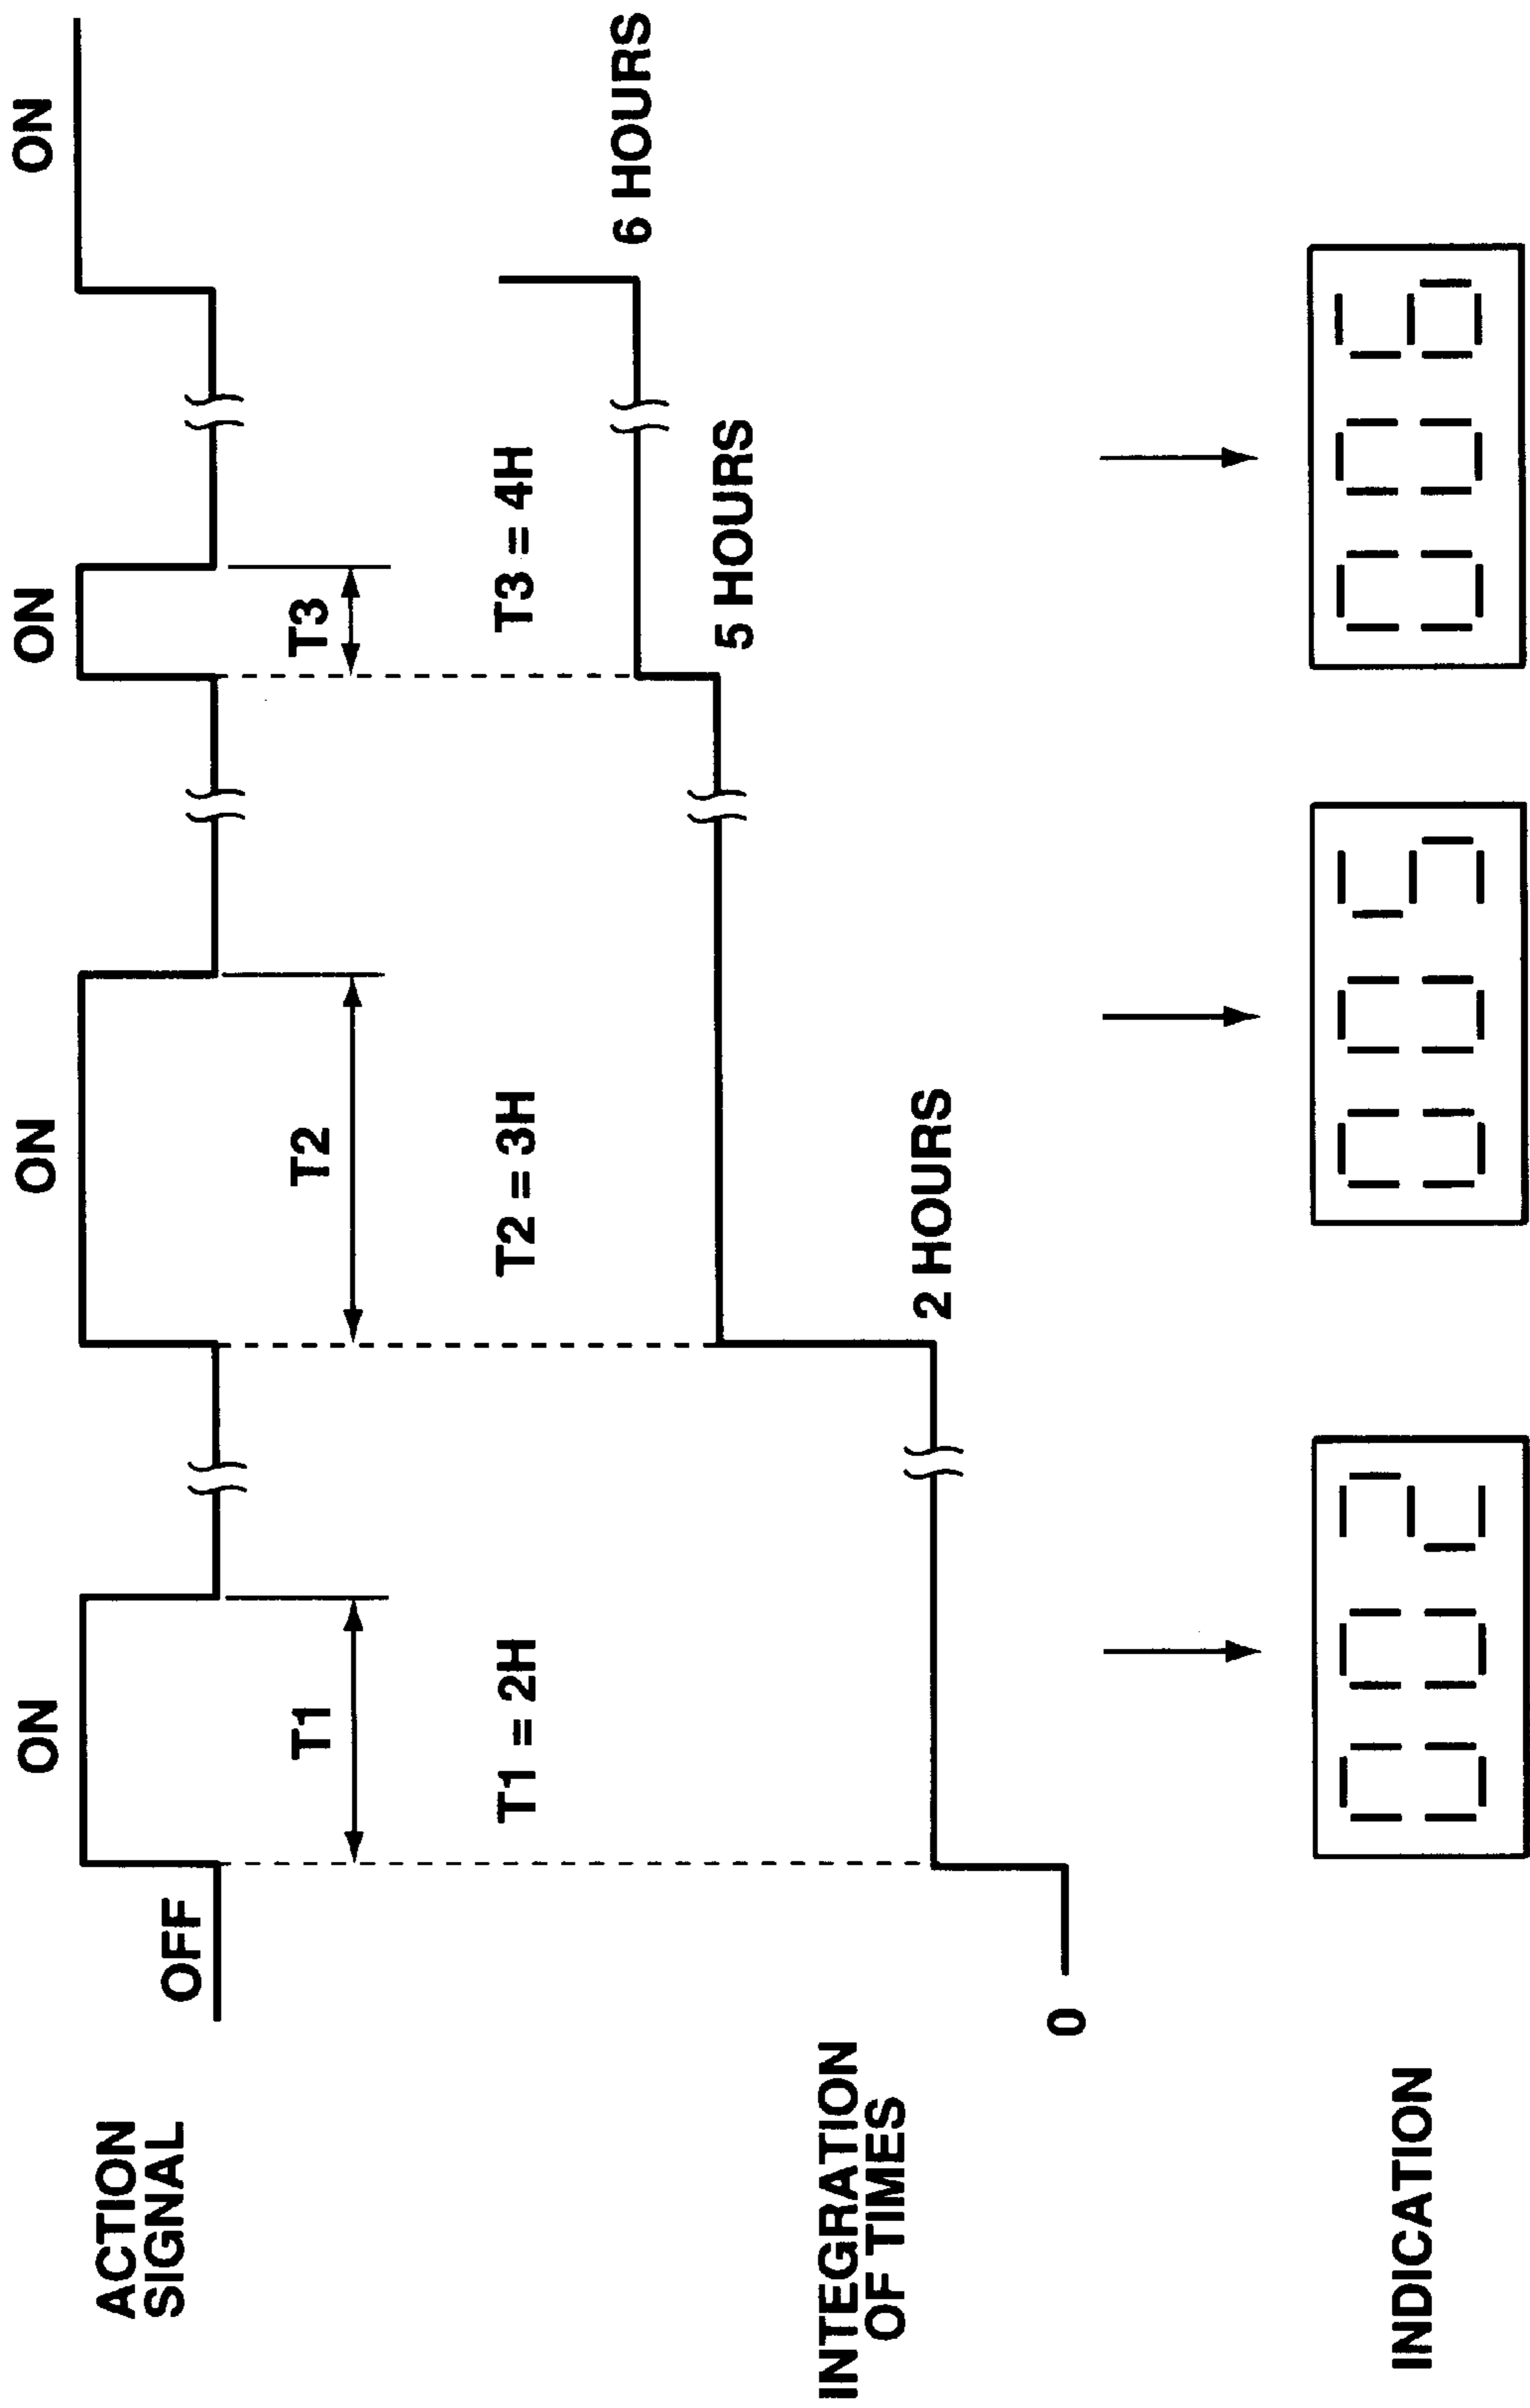 ON ON ON ON
ACTION
SIGNAL
OFF
T1 T2 T3
T1 = 2H T2 = 3H T3 = 4H
6 HOURS
5 HOURS
INTEGRATION
OF TIMES
2 HOURS
0
INDICATION
002 005 006